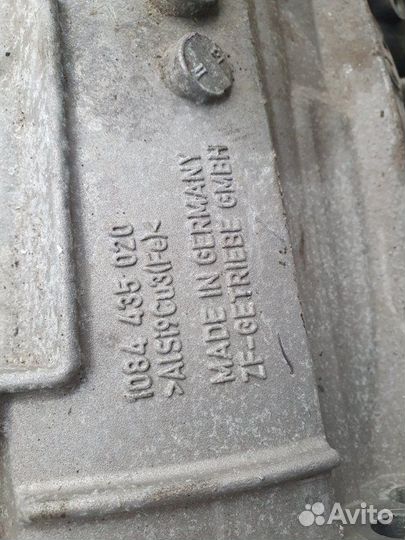 1084 435 020
>AlSi9Cu3(Fe)<
MADE IN GERMANY
ZF-GETRIEBE GMBH
Avito